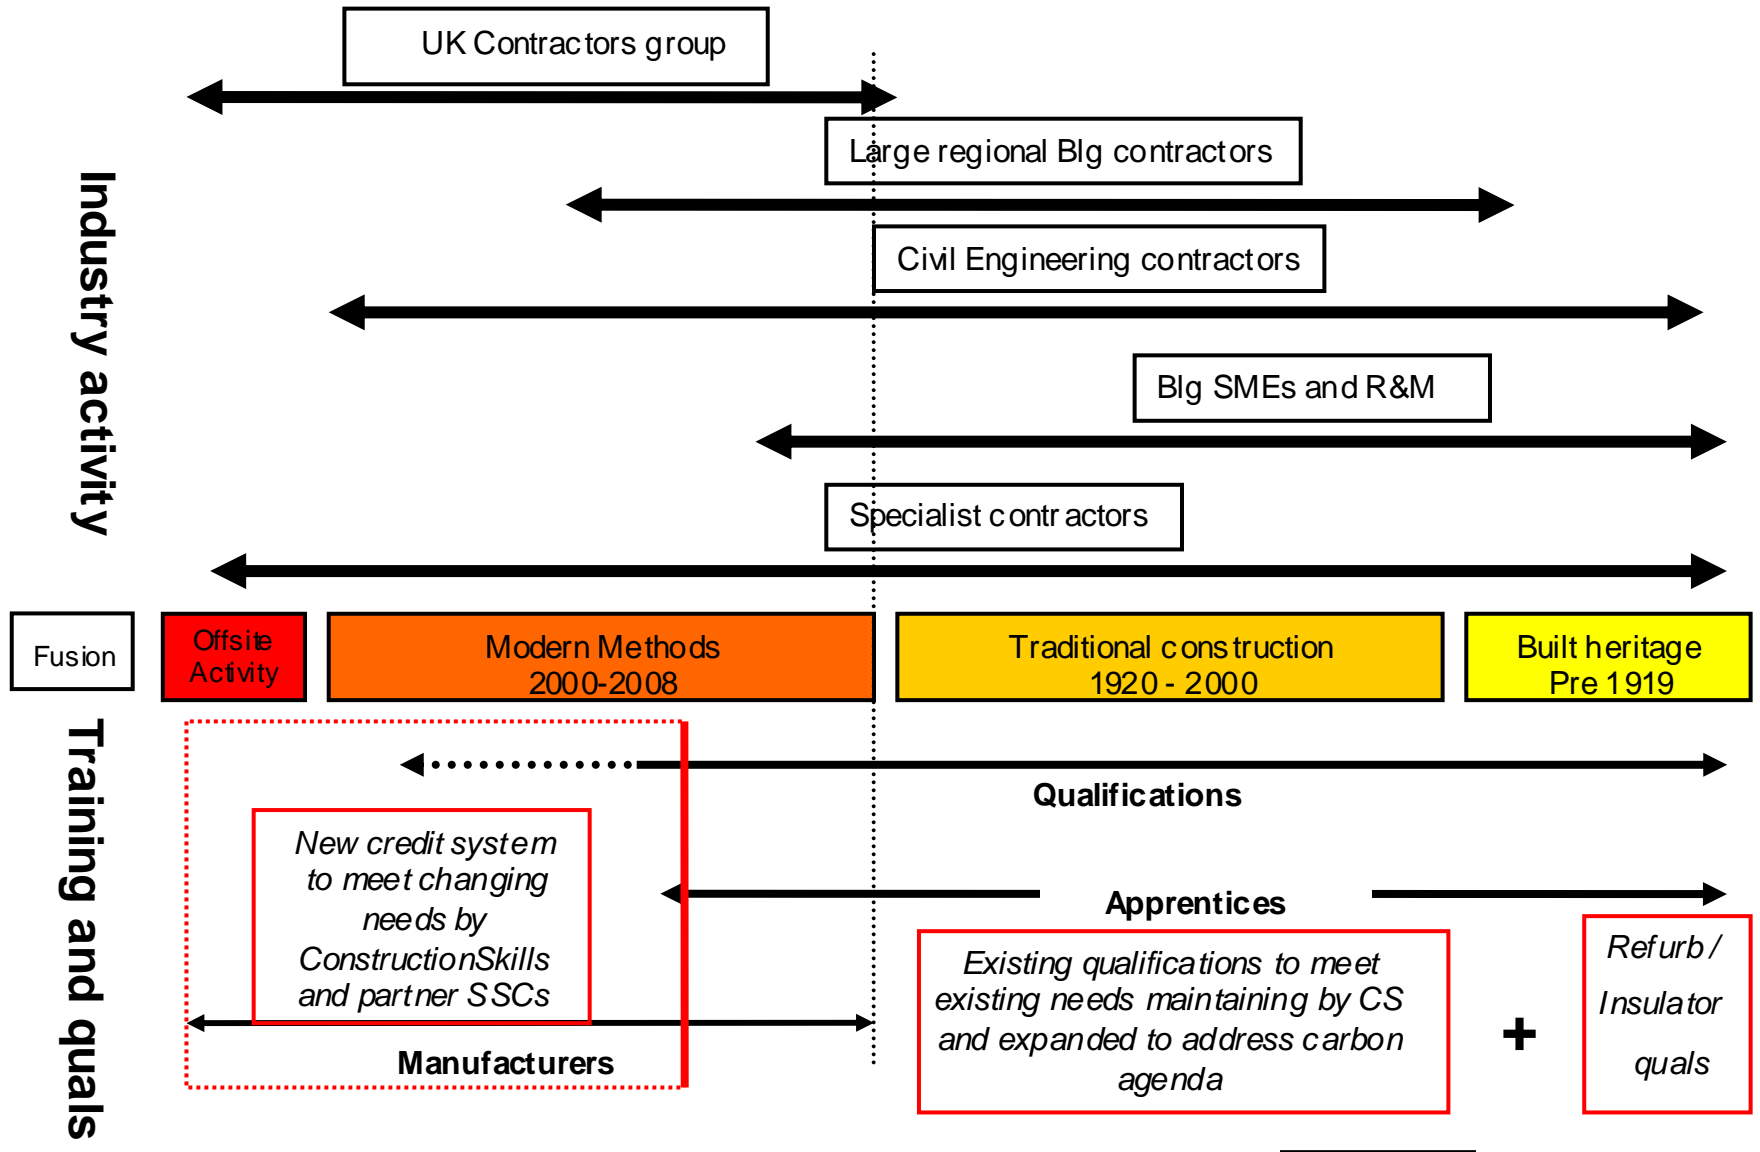 UK Contractors group
Large regional Blg contractors
Civil Engineering contractors
Blg SMEs and R&M
Specialist contractors
Industry activity
Fusion
Offsite
Activity
Modern Methods
2000-2008
Traditional construction
1920 - 2000
Built heritage
Pre 1919
Training and quals
Qualifications
New credit system
to meet changing
needs by
ConstructionSkills
and partner SSCs
Manufacturers
Apprentices
Existing qualifications to meet
existing needs maintaining by CS
and expanded to address carbon
agenda
+
Refurb /
Insulator
quals